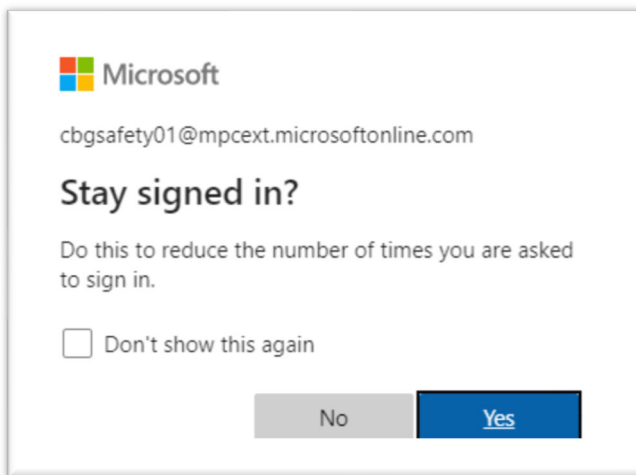 Microsoft
cbgsafety01@mpcext.microsoftonline.com
Stay signed in?
Do this to reduce the number of times you are asked
to sign in.
Don't show this again
No Yes